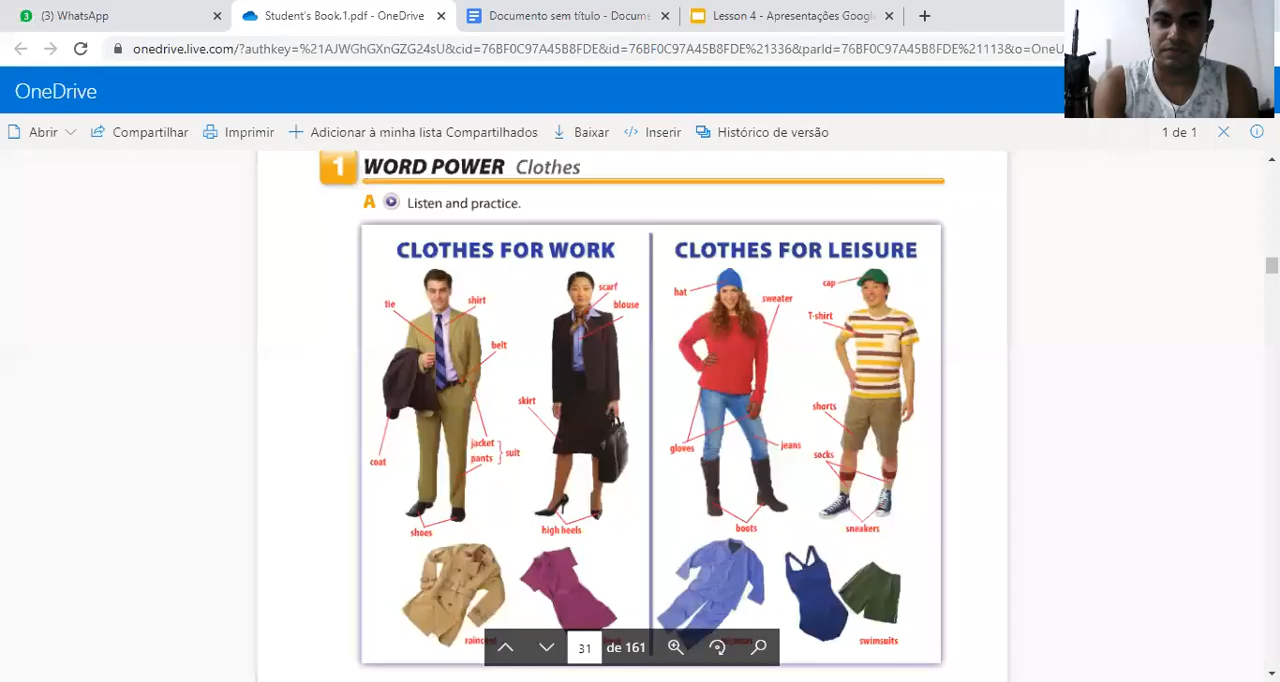 (3) WhatsApp
Student's Book.1.pdf - OneDrive
Documento sem título - Docum
Lesson 4 - Apresentações Googl
onedrive.live.com/?authkey=%21AJWGhGXnGZG24sU&cid=76BF0C97A45B8FDE&id=76BF0C97A45B8FDE%21336&parId=76BF0C97A45B8FDE%21113&o=OneU
OneDrive
Abrir
Compartilhar
Imprimir
Adicionar à minha lista Compartilhados
Baixar
Inserir
Histórico de versão
1 de 1
1 WORD POWER Clothes
A Listen and practice.
CLOTHES FOR WORK
tie
shirt
belt
coat
jacket
pants
suit
shoes
scarf
blouse
skirt
high heels
CLOTHES FOR LEISURE
hat
sweater
gloves
jeans
boots
cap
T-shirt
shorts
socks
sneakers
swimsuits
31 de 161